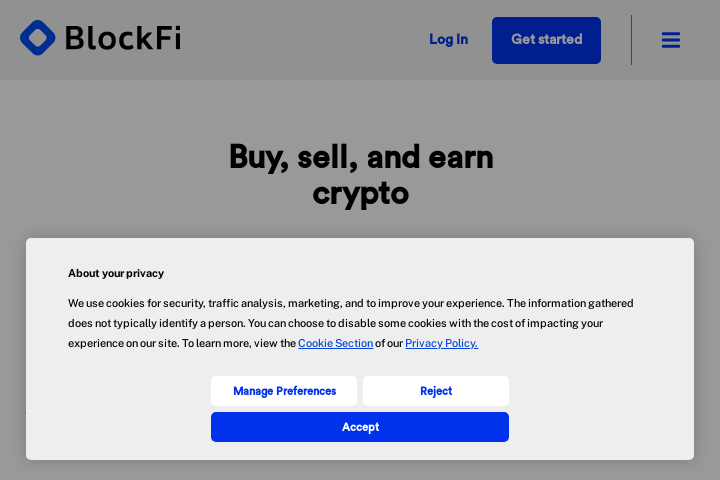 BlockFi
Log In
Get started
Buy, sell, and earn
crypto
About your privacy
We use cookies for security, traffic analysis, marketing, and to improve your experience. The information gathered
does not typically identify a person. You can choose to disable some cookies with the cost of impacting your
experience on our site. To learn more, view the Cookie Section of our Privacy Policy.
Manage Preferences
Reject
Accept